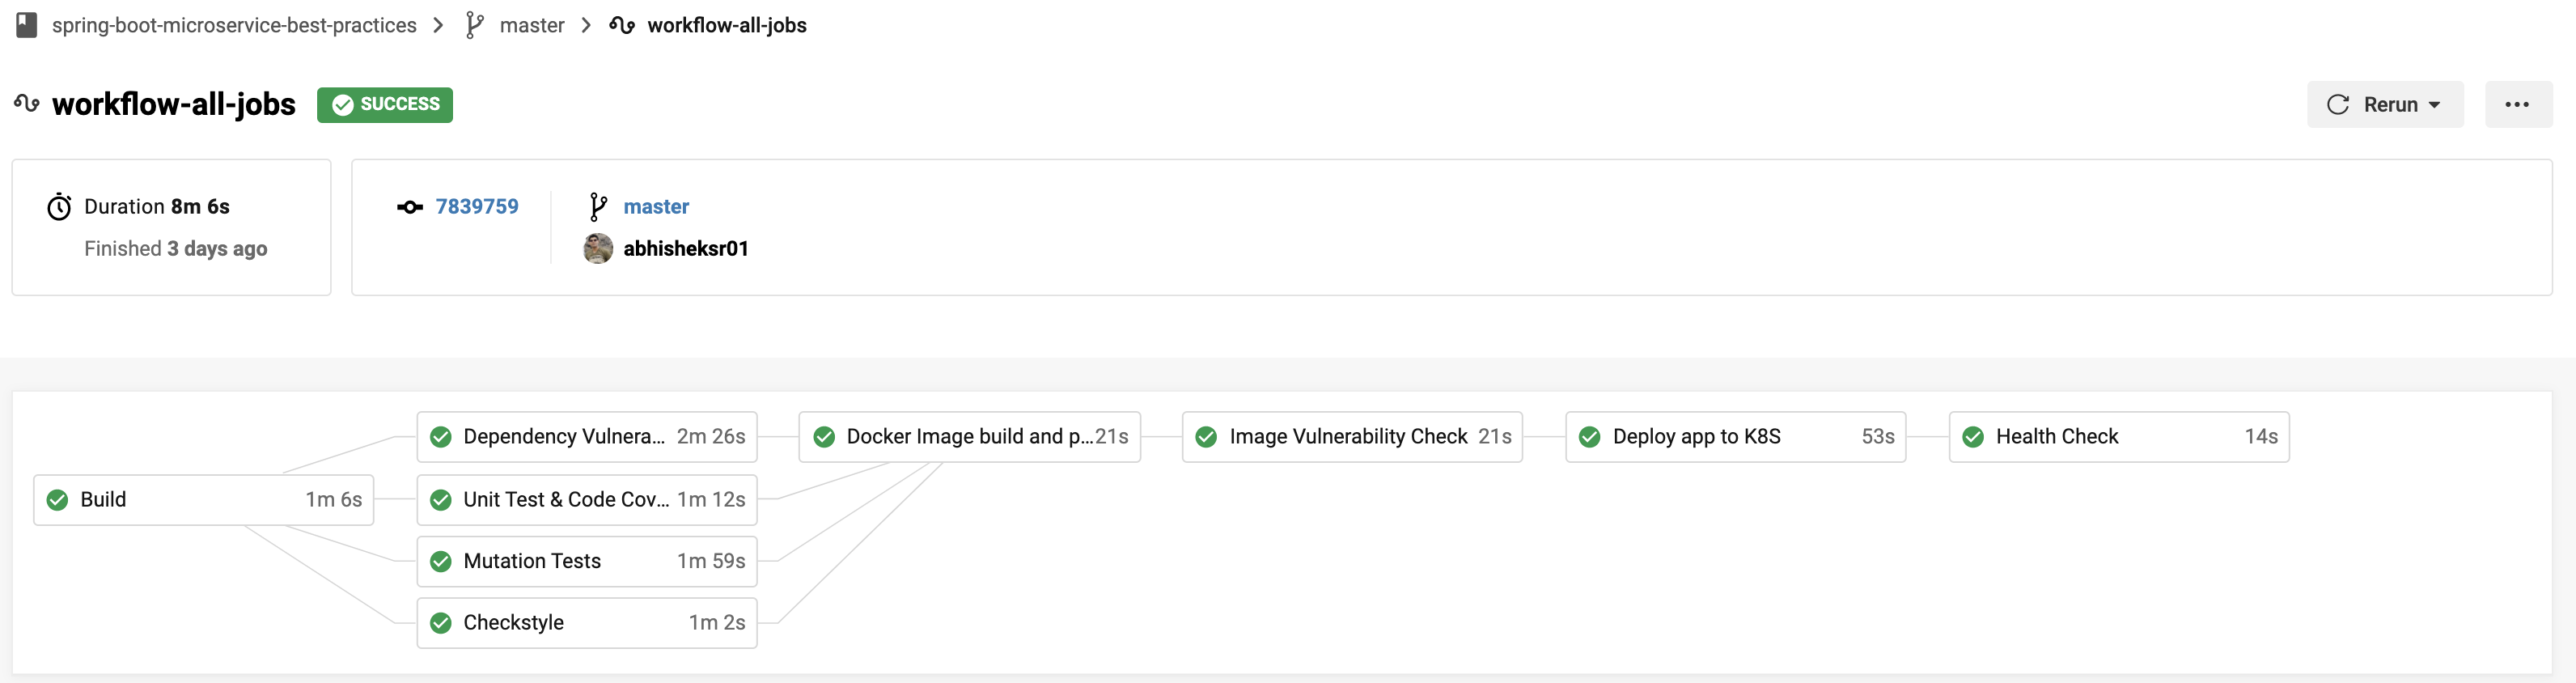 spring-boot-microservice-best-practices > master > workflow-all-jobs
workflow-all-jobs SUCCESS Rerun ...
Duration 8m 6s
Finished 3 days ago
7839759
master
abhisheksr01
Build 1m 6s
Dependency Vulnera... 2m 26s
Unit Test & Code Cov... 1m 12s
Mutation Tests 1m 59s
Checkstyle 1m 2s
Docker Image build and p... 21s
Image Vulnerability Check 21s
Deploy app to K8S 53s
Health Check 14s